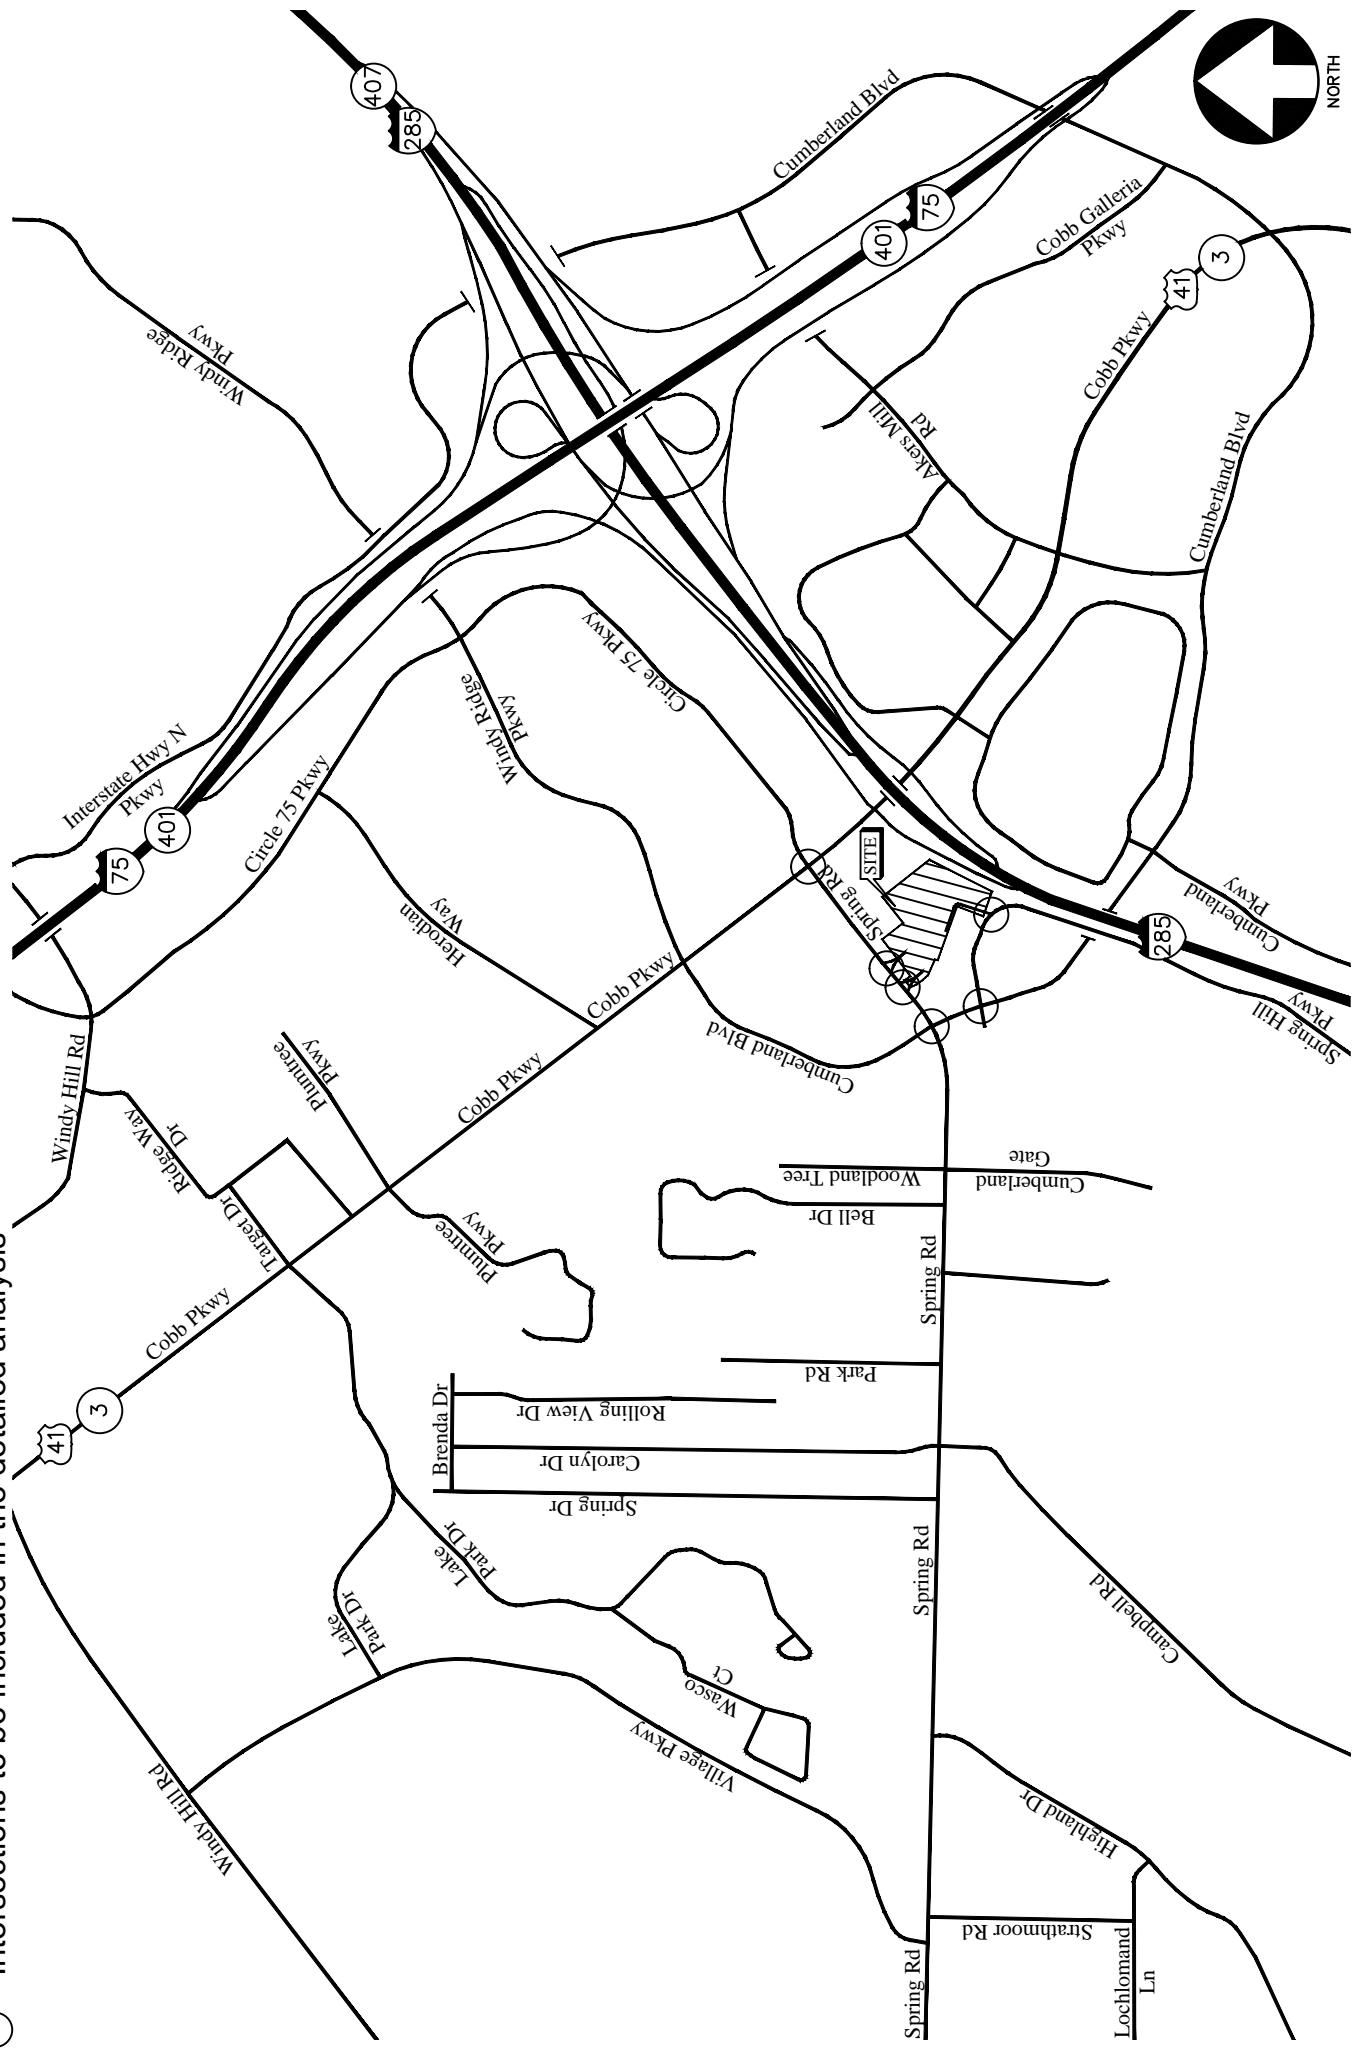 407
285
NORTH
Cumberland Blvd
75
401
Windy Ridge
Pkwy
Cobb Galleria
Pkwy
3
41
Cobb Pkwy
Akers Mill
Rd
Cumberland Blvd
Circle 75 Pkwy
Windy Ridge
Pkwy
Interstate Hwy N
Pkwy
401
75
Circle 75 Pkwy
Herodian
Way
SITE
Spring Rd
Cumberland
Pkwy
285
Spring Hill
Pkwy
Cobb Pkwy
Cumberland Blvd
Cobb Pkwy
Plumtree
Pkwy
Windy Hill Rd
Ridge Way
Dr
Target Dr
Plumtree
Pkwy
Woodland Tree
Cumberland
Gate
Bell Dr
Spring Rd
Cobb Pkwy
3
41
Park Rd
Brenda Dr
Rolling View Dr
Carolyn Dr
Spring Dr
Lake
Park Dr
Spring Rd
Campbell Rd
Lake
Park Dr
Wasco
Ct
Village Pkwy
Windy Hill Rd
Highland Dr
Strathmoor Rd
Spring Rd
Lochlomand
Ln
intersections to be included in the detailed analysis